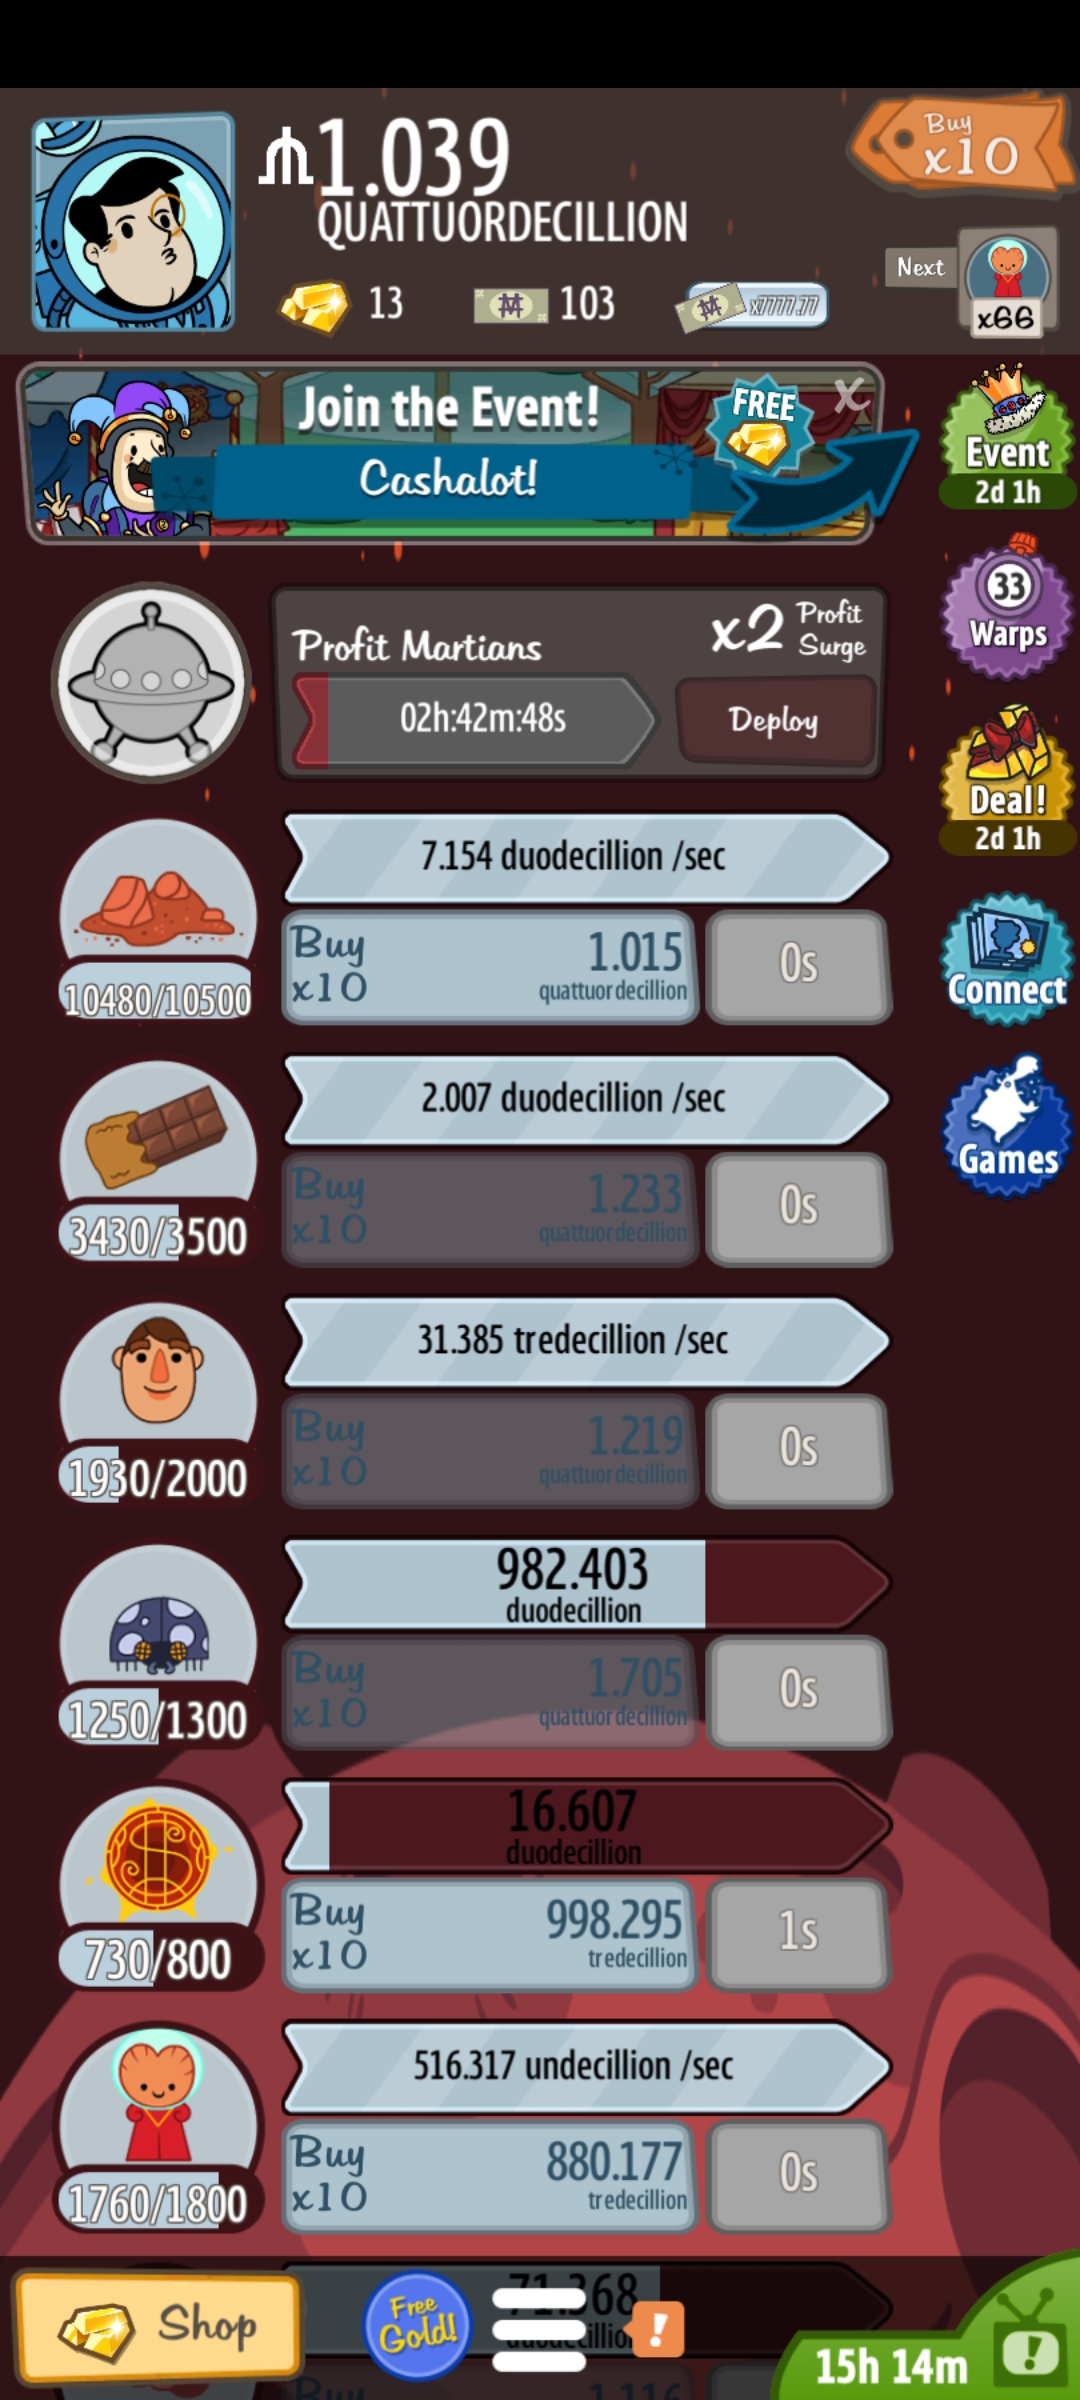 1.039
QUATTUORDECILLION
Buy
x10
13
103
x7777.77
Next
x66
Join the Event!
Cashalot!
FREE
X
Event
2d 1h
33
Warps
Profit Martians
x2 Profit Surge
02h:42m:48s
Deploy
Deal!
2d 1h
7.154 duodecillion /sec
Buy x10
1.015
quattuordecillion
0s
10480/10500
Connect
2.007 duodecillion /sec
Buy x10
1.233
quattuordecillion
0s
3430/3500
Games
31.385 tredecillion /sec
Buy x10
1.219
quattuordecillion
0s
1930/2000
982.403
duodecillion
Buy x10
1.705
quattuordecillion
0s
1250/1300
16.607
duodecillion
Buy x10
998.295
tredecillion
1s
730/800
516.317 undecillion /sec
Buy x10
880.177
tredecillion
0s
1760/1800
Shop
Free
Gold!
!
15h 14m
!
Buy
1.116